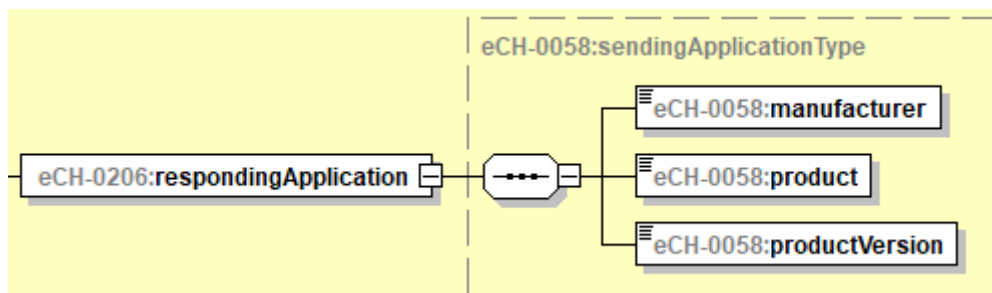 eCH-0058:sendingApplicationType
eCH-0058:manufacturer
eCH-0206:respondingApplication
eCH-0058:product
eCH-0058:productVersion